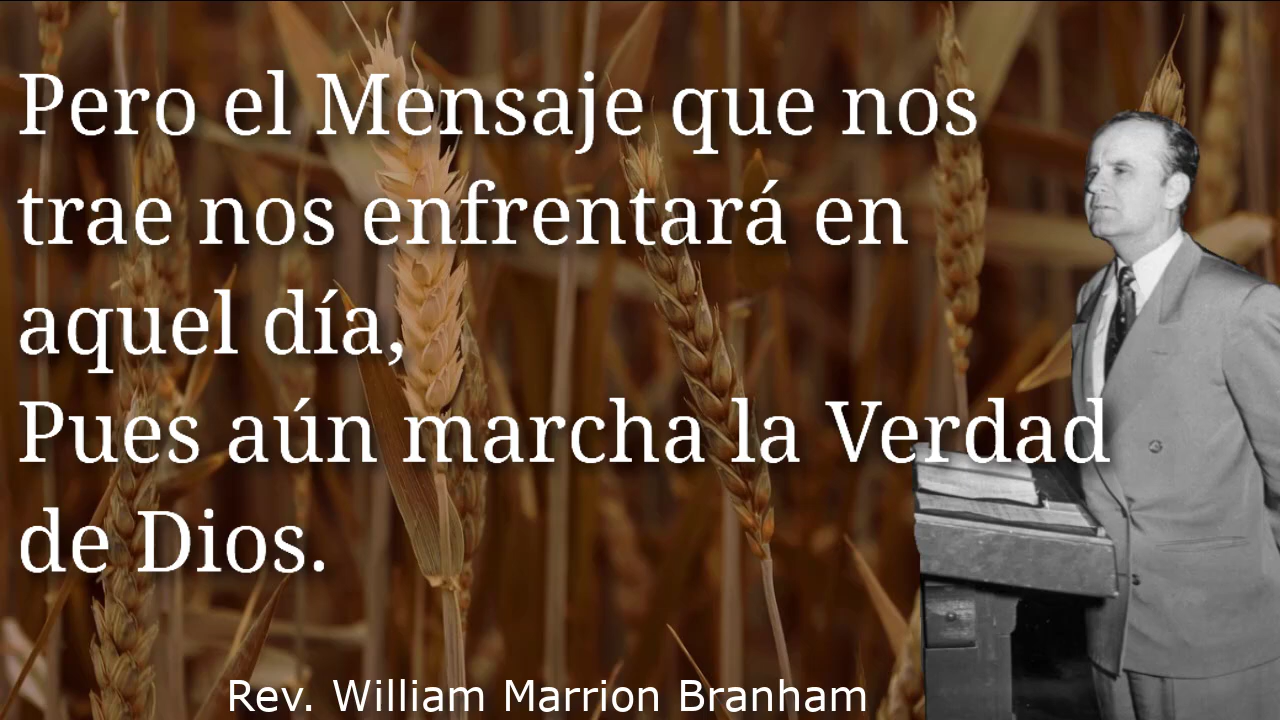 Pero el Mensaje que nos
trae nos enfrentará en
aquel día,
Pues aún marcha la Verdad
de Dios.
Rev. William Marrion Branham